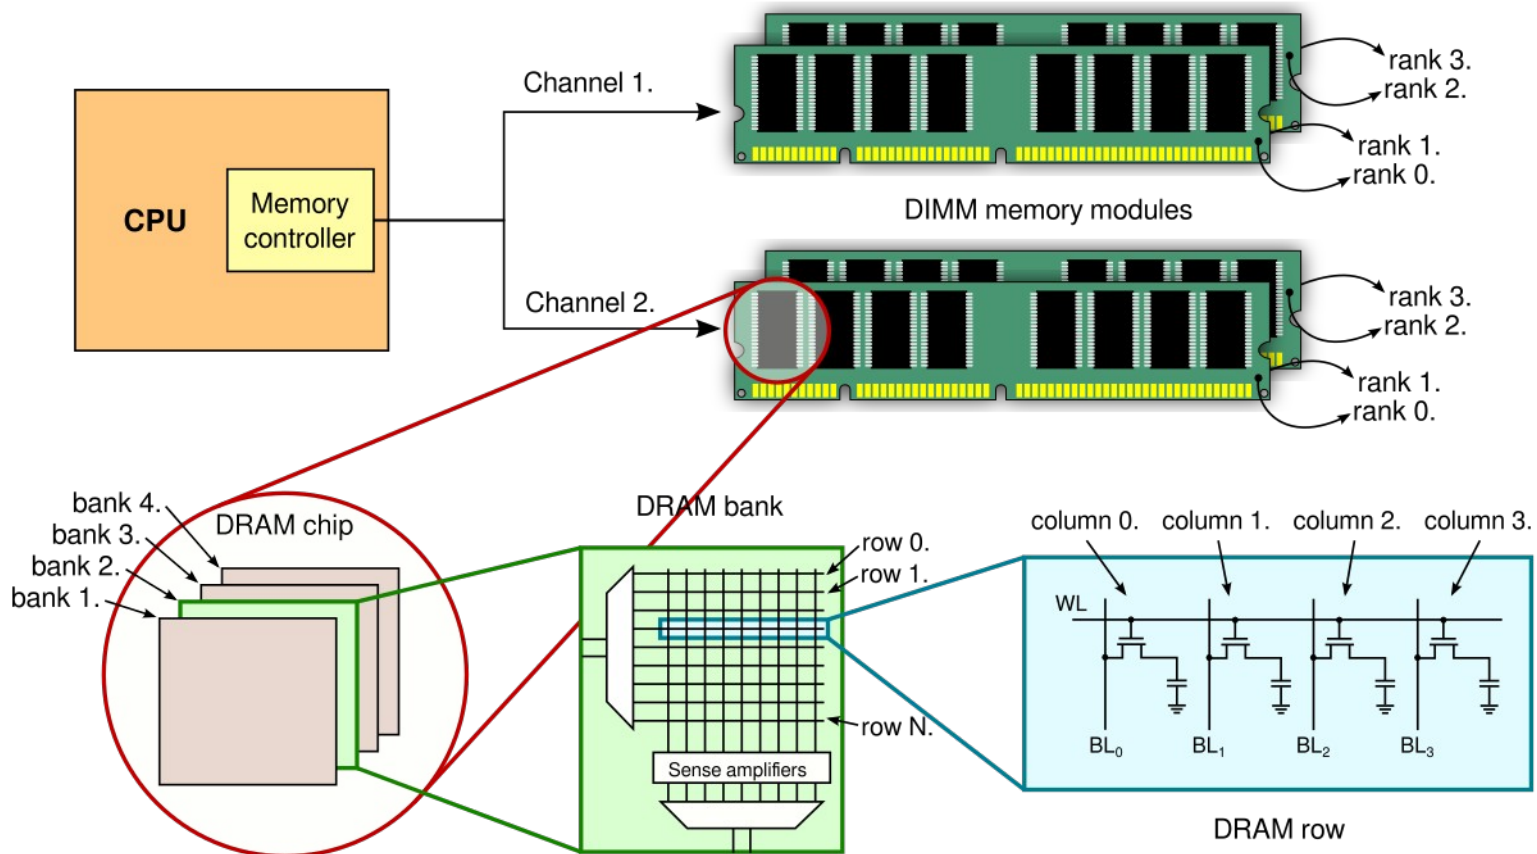 Channel 1.
rank 3.
rank 2.
rank 1.
rank 0.
CPU
Memory
controller
DIMM memory modules
Channel 2.
rank 3.
rank 2.
rank 1.
rank 0.
bank 4.
bank 3.
bank 2.
bank 1.
DRAM chip
DRAM bank
row 0.
row 1.
row N.
Sense amplifiers
column 0. column 1. column 2. column 3.
WL
BL₀ BL₁ BL₂ BL₃
DRAM row